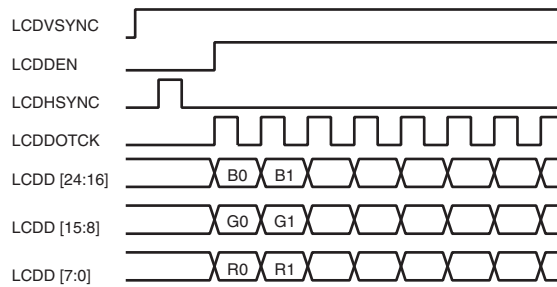 LCDVSYNC
LCDDEN
LCDHSYNC
LCDDOTCK
LCDD [24:16] B0 B1
LCDD [15:8] G0 G1
LCDD [7:0] R0 R1